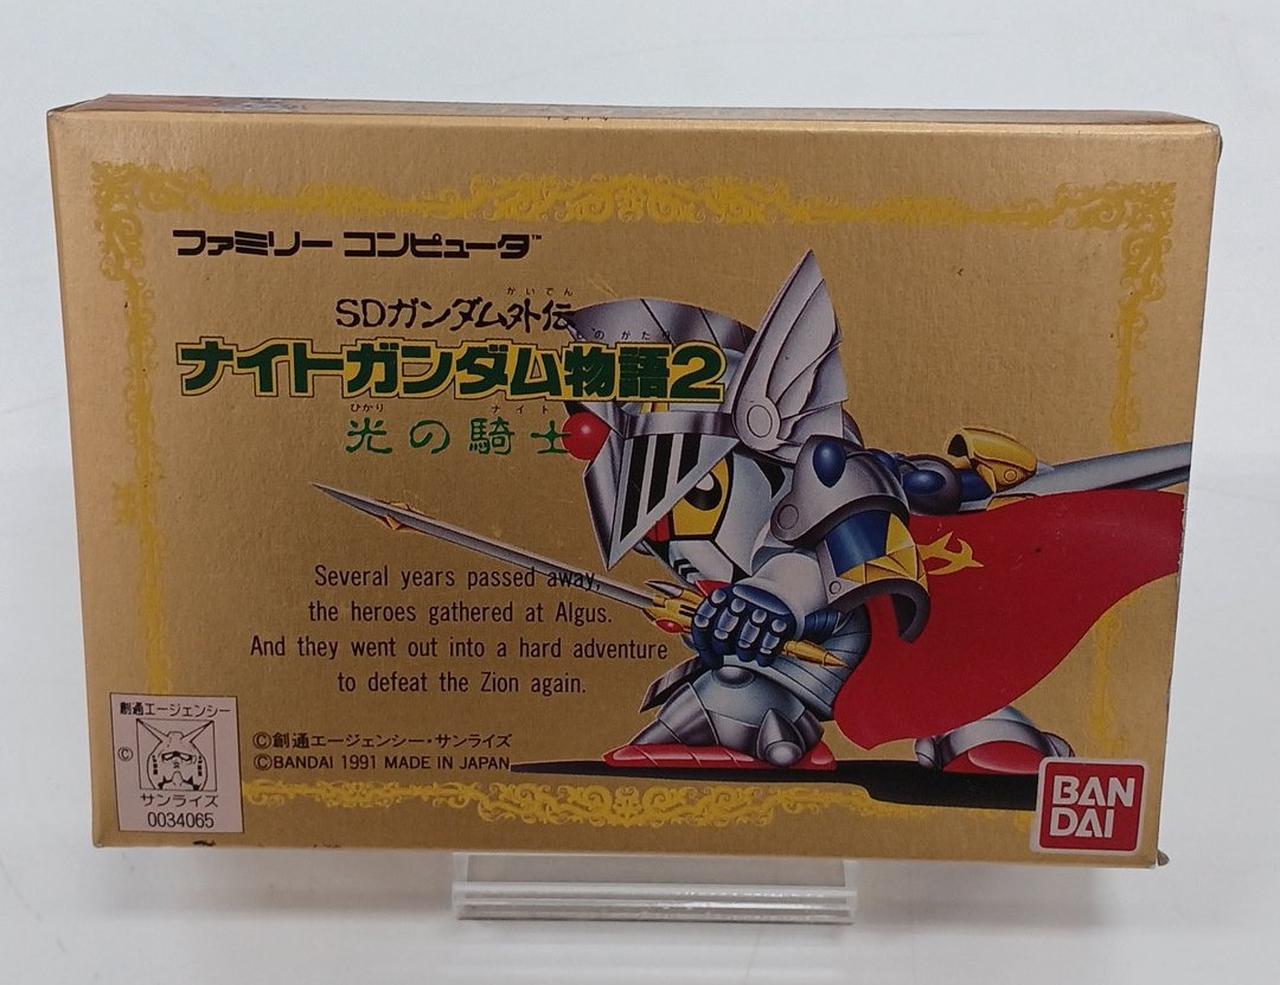 ファミリー コンピュータ™
かいでん
SDガンダム外伝
ものがたり
ナイトガンダム物語2
ひかり ナイト
光の騎士
Several years passed away,
the heroes gathered at Algus.
And they went out into a hard adventure
to defeat the Zion again.
創通エージェンシー
©
サンライズ
0034065
©創通エージェンシー・サンライズ
©BANDAI 1991 MADE IN JAPAN
BAN
DAI